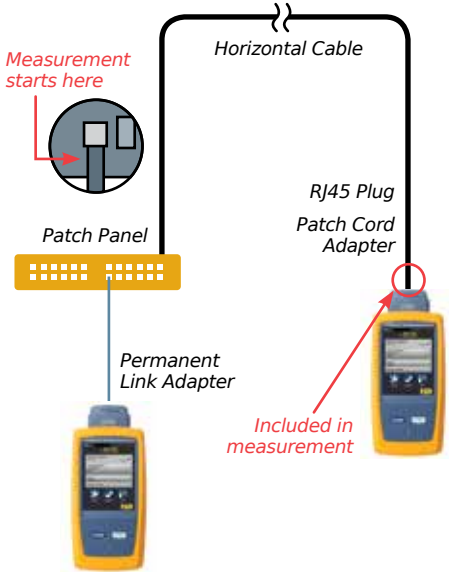 Horizontal Cable
Measurement
starts here
RJ45 Plug
Patch Cord
Adapter
Patch Panel
Permanent
Link Adapter
Included in
measurement